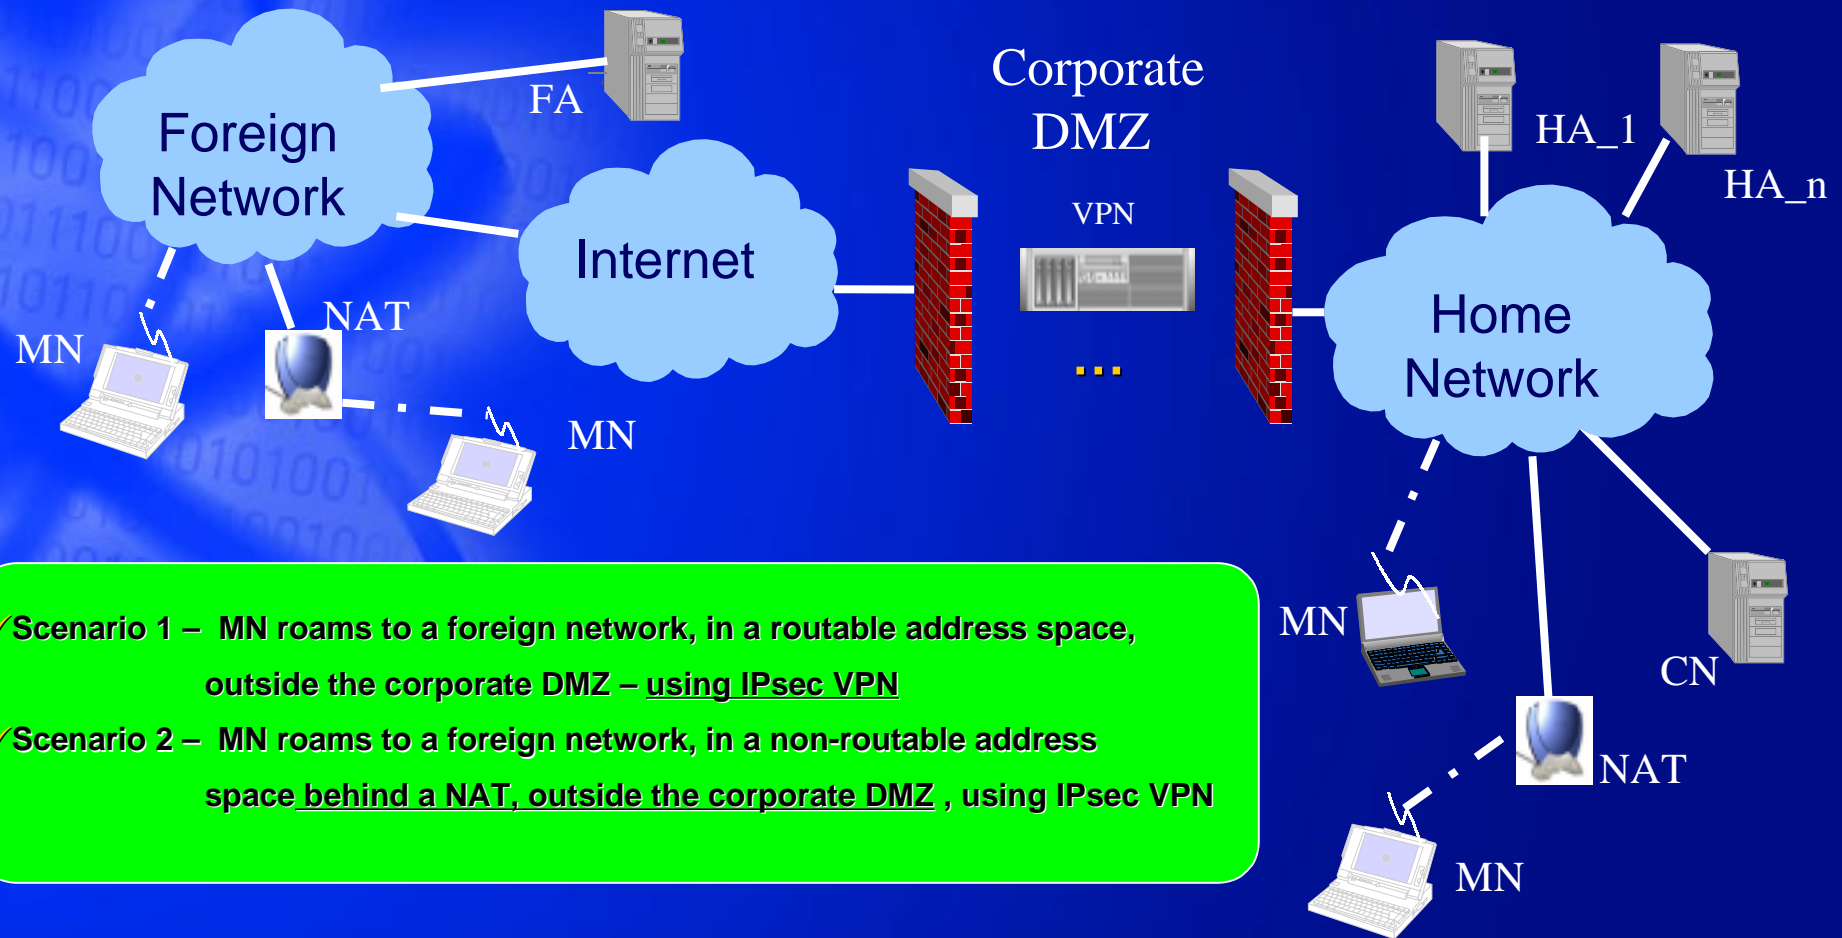 FA
Foreign
Network
Corporate
DMZ
VPN
...
HA_1
HA_n
Internet
NAT
MN
MN
Home
Network
MN
CN
NAT
MN
✓Scenario 1 – MN roams to a foreign network, in a routable address space,
outside the corporate DMZ – using IPsec VPN
✓Scenario 2 – MN roams to a foreign network, in a non-routable address
space behind a NAT, outside the corporate DMZ , using IPsec VPN